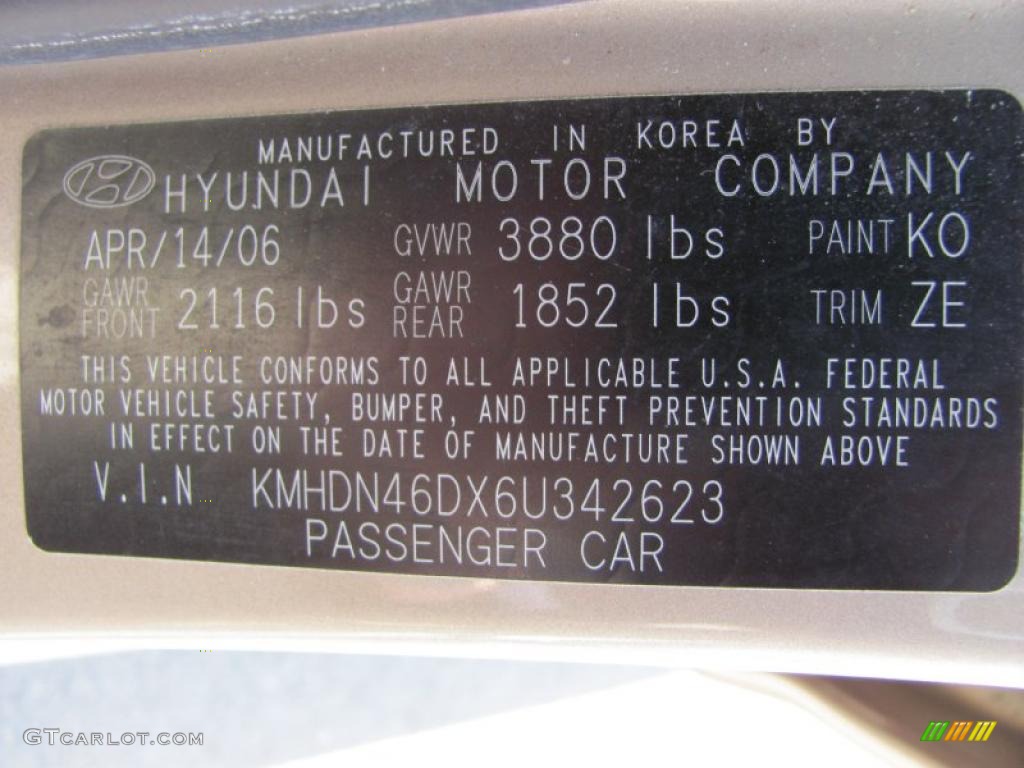 MANUFACTURED IN KOREA BY
HYUNDAI MOTOR COMPANY
APR/14/06 GVWR 3880 lbs PAINT KO
GAWR FRONT 2116 lbs GAWR REAR 1852 lbs TRIM ZE
THIS VEHICLE CONFORMS TO ALL APPLICABLE U.S.A. FEDERAL
MOTOR VEHICLE SAFETY, BUMPER, AND THEFT PREVENTION STANDARDS
IN EFFECT ON THE DATE OF MANUFACTURE SHOWN ABOVE
V.I.N KMHDN46DX6U342623
PASSENGER CAR
GTCARLOT.COM